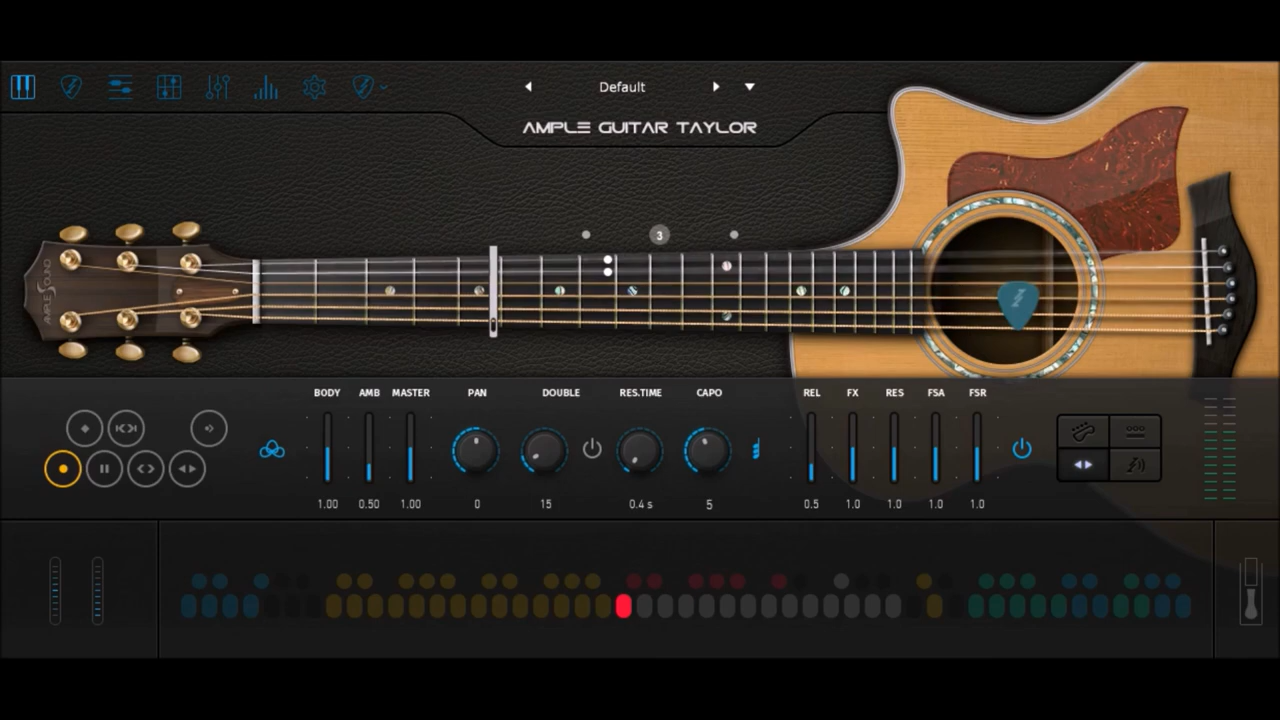 Default
AMPLE GUITAR TAYLOR
3
AMPLE SOUND
BODY AMB MASTER PAN DOUBLE RES.TIME CAPO REL FX RES FSA FSR
1.00 0.50 1.00 0 15 0.4 s 5 0.5 1.0 1.0 1.0 1.0